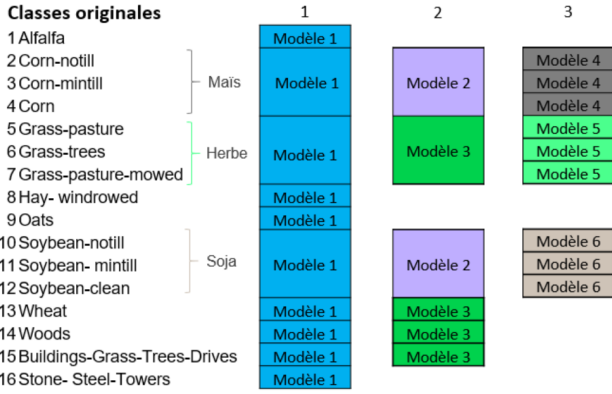 Classes originales 1 2 3
1 Alfalfa Modèle 1
2 Corn-notill Modèle 4
3 Corn-mintill Maïs Modèle 1 Modèle 2 Modèle 4
4 Corn Modèle 4
5 Grass-pasture Modèle 5
6 Grass-trees Herbe Modèle 1 Modèle 3 Modèle 5
7 Grass-pasture-mowed Modèle 5
8 Hay- windrowed Modèle 1
9 Oats Modèle 1
10 Soybean-notill Modèle 6
11 Soybean- mintill Soja Modèle 1 Modèle 2 Modèle 6
12 Soybean-clean Modèle 6
13 Wheat Modèle 1 Modèle 3
14 Woods Modèle 1 Modèle 3
15 Buildings-Grass-Trees-Drives Modèle 1 Modèle 3
16 Stone- Steel-Towers Modèle 1